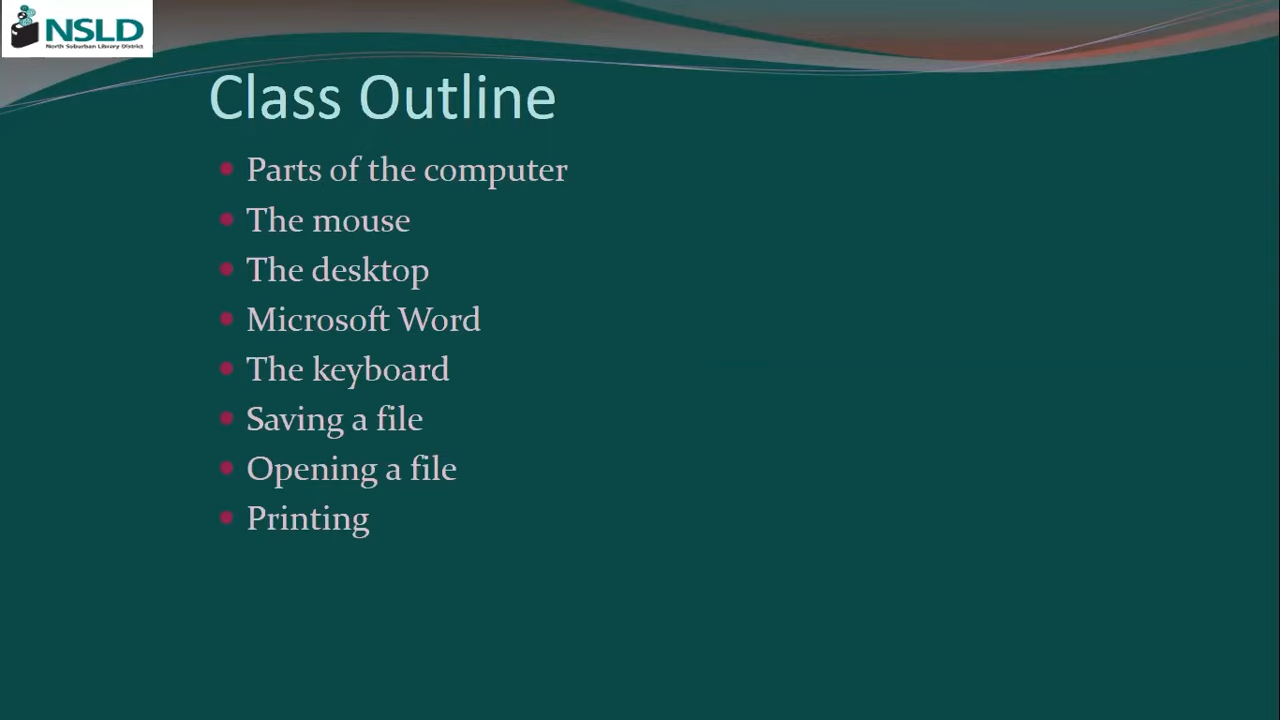 NSLD
North Suburban Library District
Class Outline
Parts of the computer
The mouse
The desktop
Microsoft Word
The keyboard
Saving a file
Opening a file
Printing